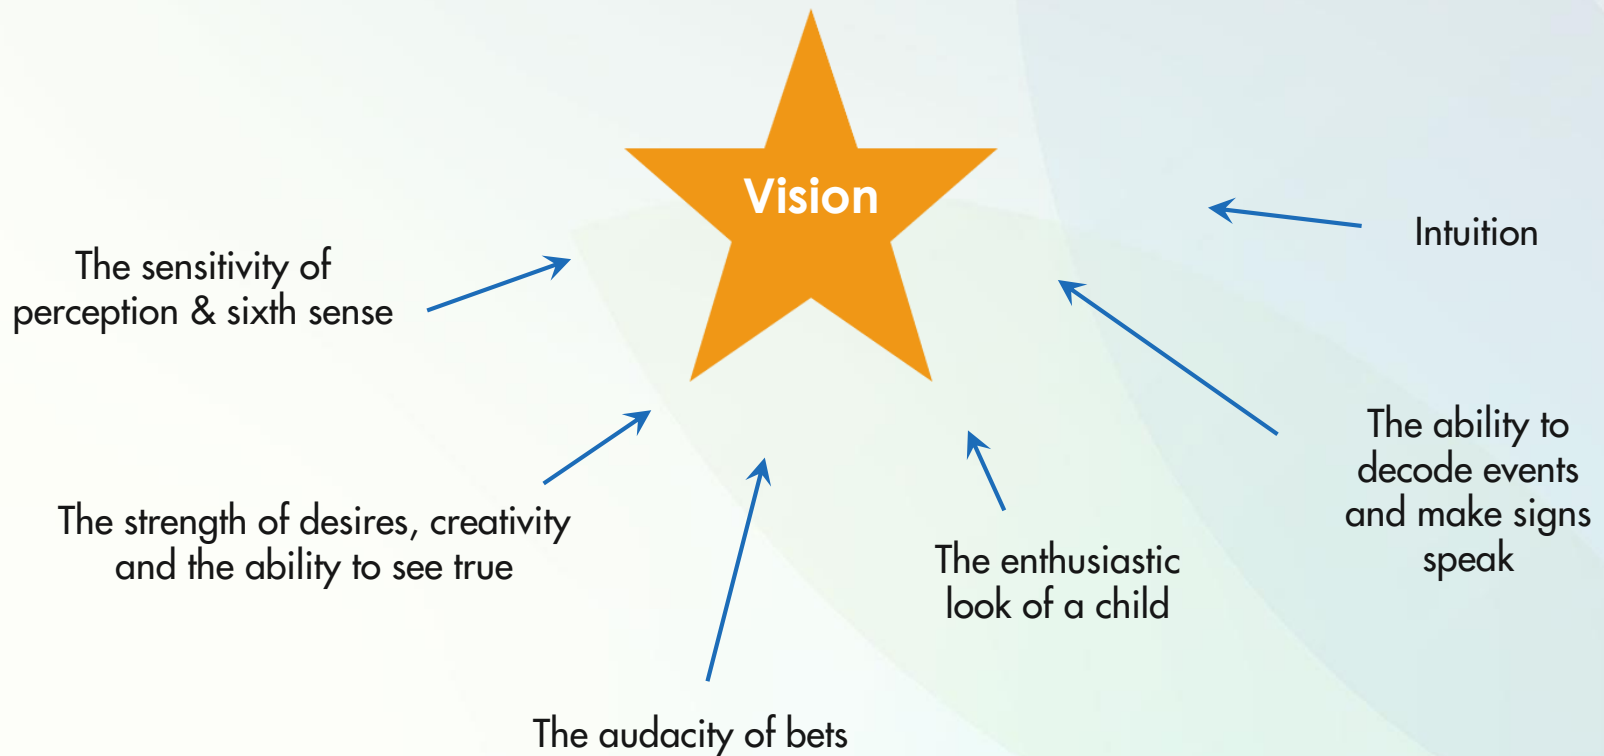 Vision
Intuition
The sensitivity of
perception & sixth sense
The strength of desires, creativity
and the ability to see true
The audacity of bets
The enthusiastic
look of a child
The ability to
decode events
and make signs
speak